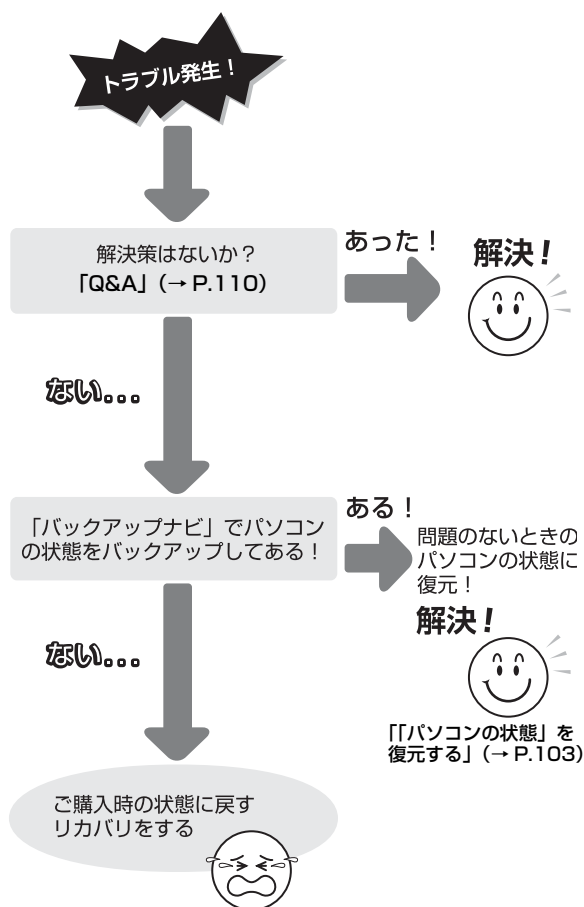 トラブル発生！
解決策はないか？
「Q&A」（→ P.110）
あった！
解決！
ない...
「バックアップナビ」でパソコン
の状態をバックアップしてある！
ある！
問題のないときの
パソコンの状態に
復元！
解決！
「「パソコンの状態」を
復元する」（→ P.103）
ない...
ご購入時の状態に戻す
リカバリをする